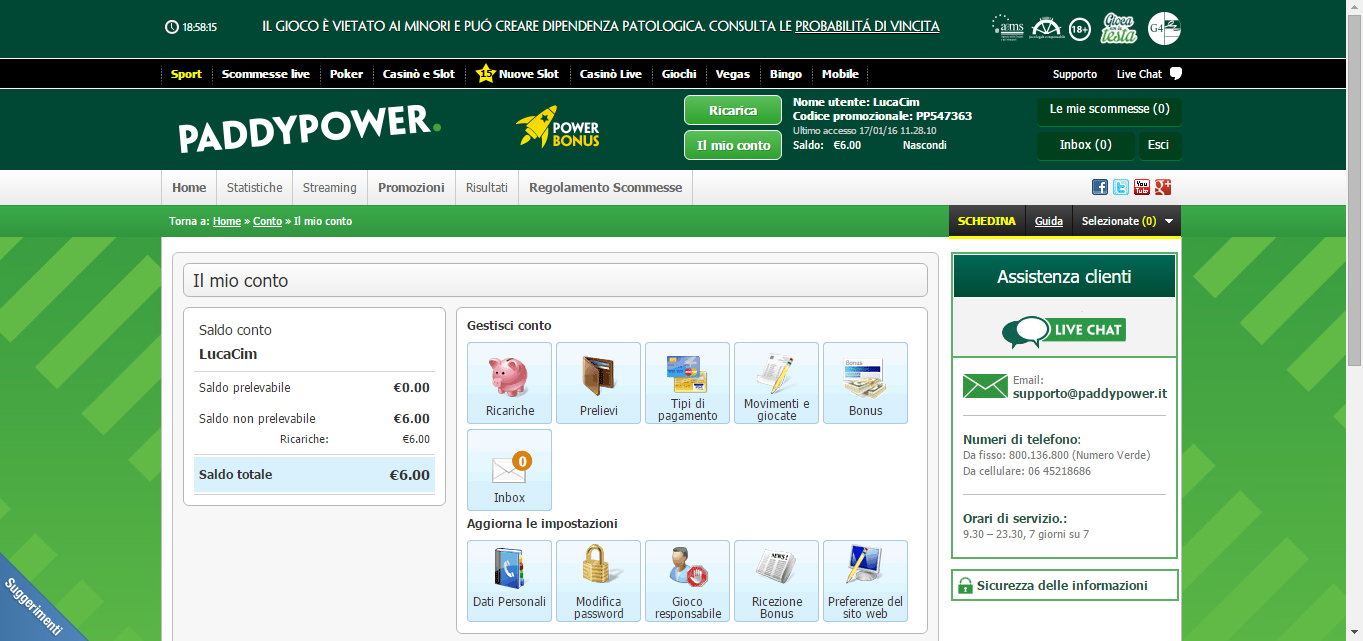 18:58:15
IL GIOCO È VIETATO AI MINORI E PUÓ CREARE DIPENDENZA PATOLOGICA. CONSULTA LE PROBABILITÁ DI VINCITA
aams
18+
Gioca
testa
G4
Sport Scommesse live Poker Casinò e Slot 15 Nuove Slot Casinò Live Giochi Vegas Bingo Mobile
Supporto Live Chat
PADDYPOWER.
POWER
BONUS
Ricarica
Il mio conto
Nome utente: LucaCim
Codice promozionale: PP547363
Ultimo accesso 17/01/16 11.28.10
Saldo: €6.00 Nascondi
Le mie scommesse (0)
Inbox (0) Esci
Home Statistiche Streaming Promozioni Risultati Regolamento Scommesse
You
Tube
Torna a: Home » Conto » Il mio conto
SCHEDINA Guida Selezionate (0)
Il mio conto
Saldo conto
LucaCim
Saldo prelevabile €0.00
Saldo non prelevabile €6.00
Ricariche: €6.00
Saldo totale €6.00
Gestisci conto
Ricariche
Prelievi
Tipi di
pagamento
Movimenti e
giocate
Bonus
Bonus
0
Inbox
Aggiorna le impostazioni
Dati Personali
Modifica
password
Gioco
responsabile
NEWS!
Ricezione
Bonus
Preferenze del
sito web
Assistenza clienti
LIVE CHAT
Email:
supporto@paddypower.it
Numeri di telefono:
Da fisso: 800.136.800 (Numero Verde)
Da cellulare: 06 45218686
Orari di servizio.:
9.30 – 23.30, 7 giorni su 7
Sicurezza delle informazioni
Suggerimenti